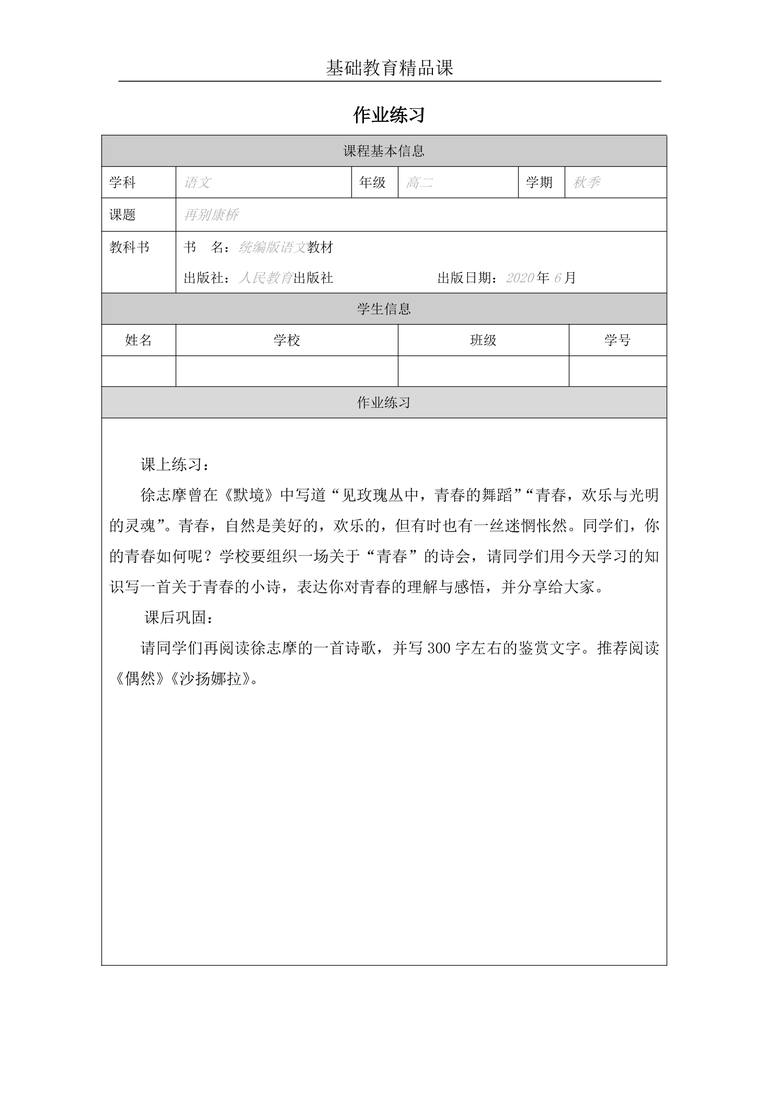 基础教育精品课
作业练习
课程基本信息
学科 语文 年级 高二 学期 秋季
课题 再别康桥
教科书 书 名：统编版语文教材
出版社：人民教育出版社 出版日期：2020年6月
学生信息
姓名 学校 班级 学号
作业练习
课上练习：
徐志摩曾在《默境》中写道“见玫瑰丛中，青春的舞蹈”“青春，欢乐与光明
的灵魂”。青春，自然是美好的，欢乐的，但有时也有一丝迷惘怅然。同学们，你
的青春如何呢？学校要组织一场关于“青春”的诗会，请同学们用今天学习的知
识写一首关于青春的小诗，表达你对青春的理解与感悟，并分享给大家。
课后巩固：
请同学们再阅读徐志摩的一首诗歌，并写 300 字左右的鉴赏文字。推荐阅读
《偶然》《沙扬娜拉》。